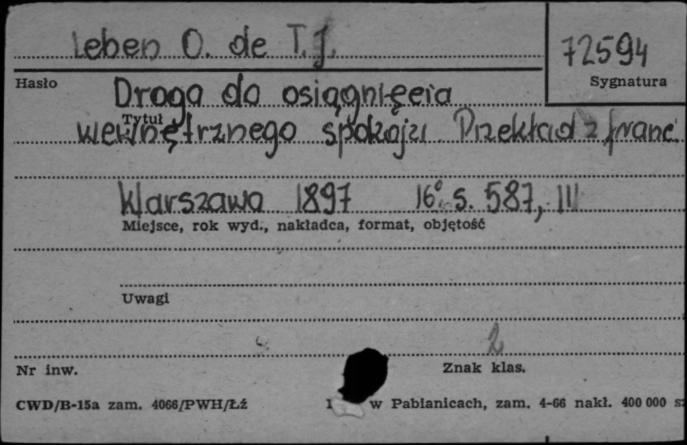 Leben O. de T. J.
72594
Hasło
Sygnatura
Droga do osiągnięcia
Tytuł
wewnętrznego spokoju Przekład z franc
Warszawa 1897 16° s. 587, III
Miejsce, rok wyd., nakładca, format, objętość
Uwagi
2
Nr inw.
Znak klas.
CWD/B-15a zam. 4066/PWH/Łź
w Pabianicach, zam. 4-66 nakł. 400 000